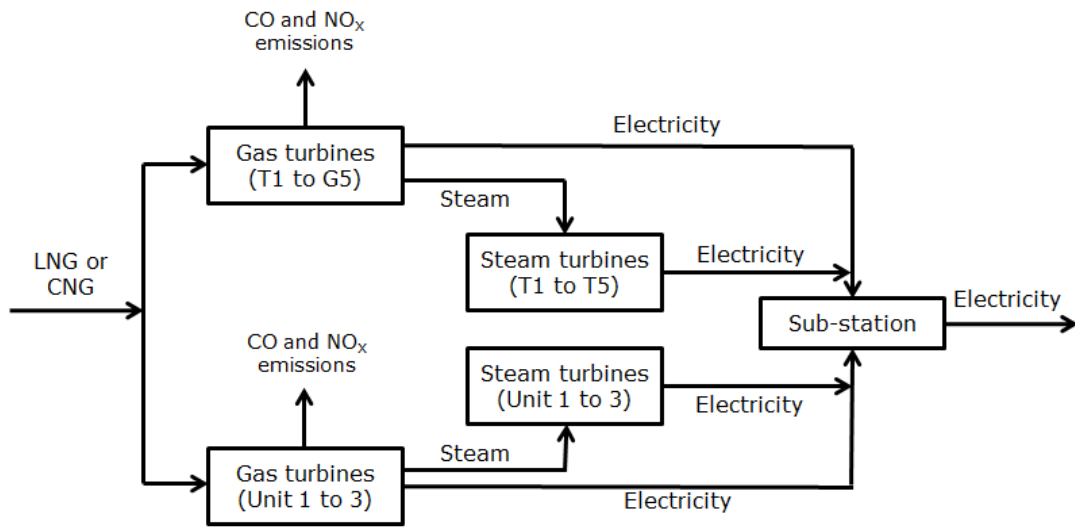 CO and NOX
emissions
Electricity
Gas turbines
(T1 to G5)
Steam
LNG or
CNG
Steam turbines
(T1 to T5)
Electricity
Electricity
Sub-station
CO and NOX
emissions
Steam turbines
(Unit 1 to 3)
Electricity
Gas turbines
(Unit 1 to 3)
Steam
Electricity